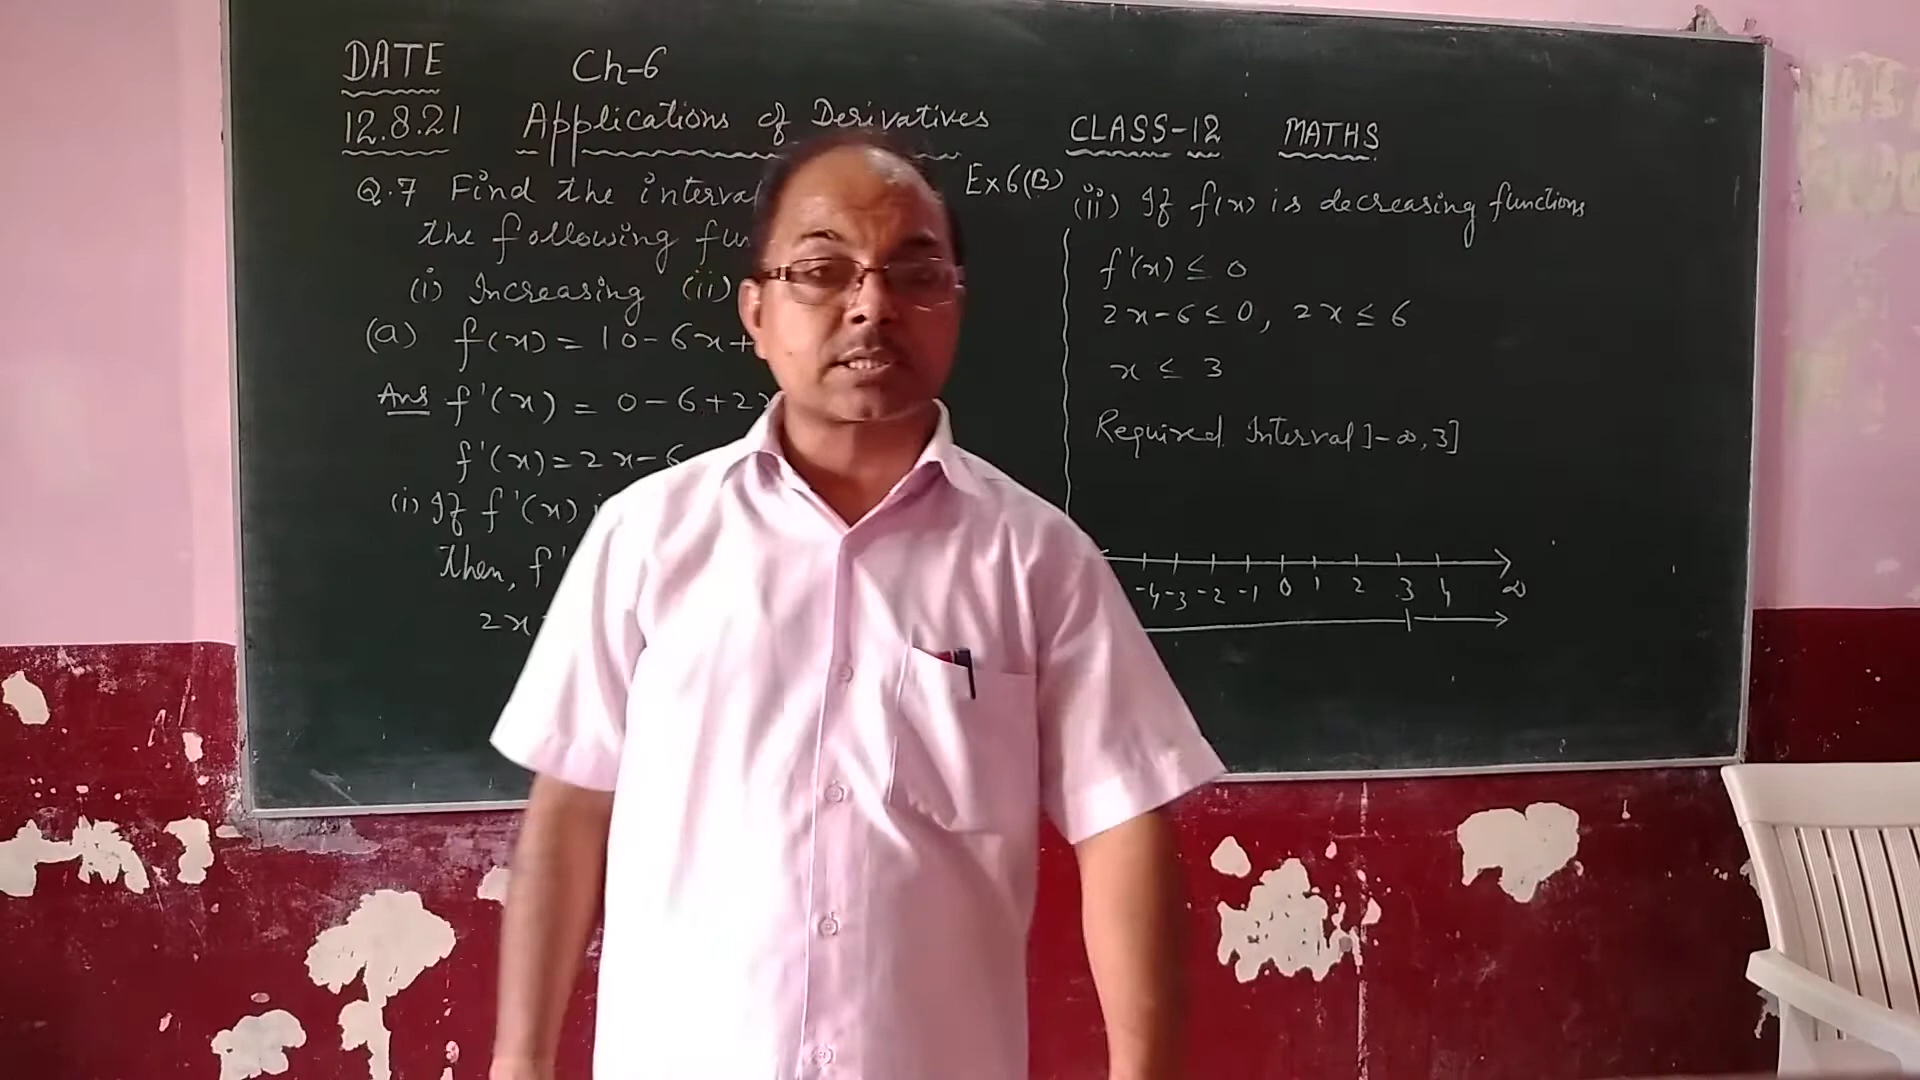 DATE
Ch-6
12.8.21
Applications of Derivatives
CLASS-12 MATHS
Ex 6(B)
Q.7 Find the
the following
(i) Increasing (ii)
(a) f(x) = 10-6x+
Ans f'(x) = 0-6+2x
f'(x)=2x-6
(i) If f'(x)
then, f'
2x
(ii) If f(x) is decreasing functions
f'(x) ≤ 0
2x-6 ≤ 0, 2x ≤ 6
x ≤ 3
Required Interval ]-∞, 3]
-4 -3 -2 -1 0 1 2 3 4 ∞